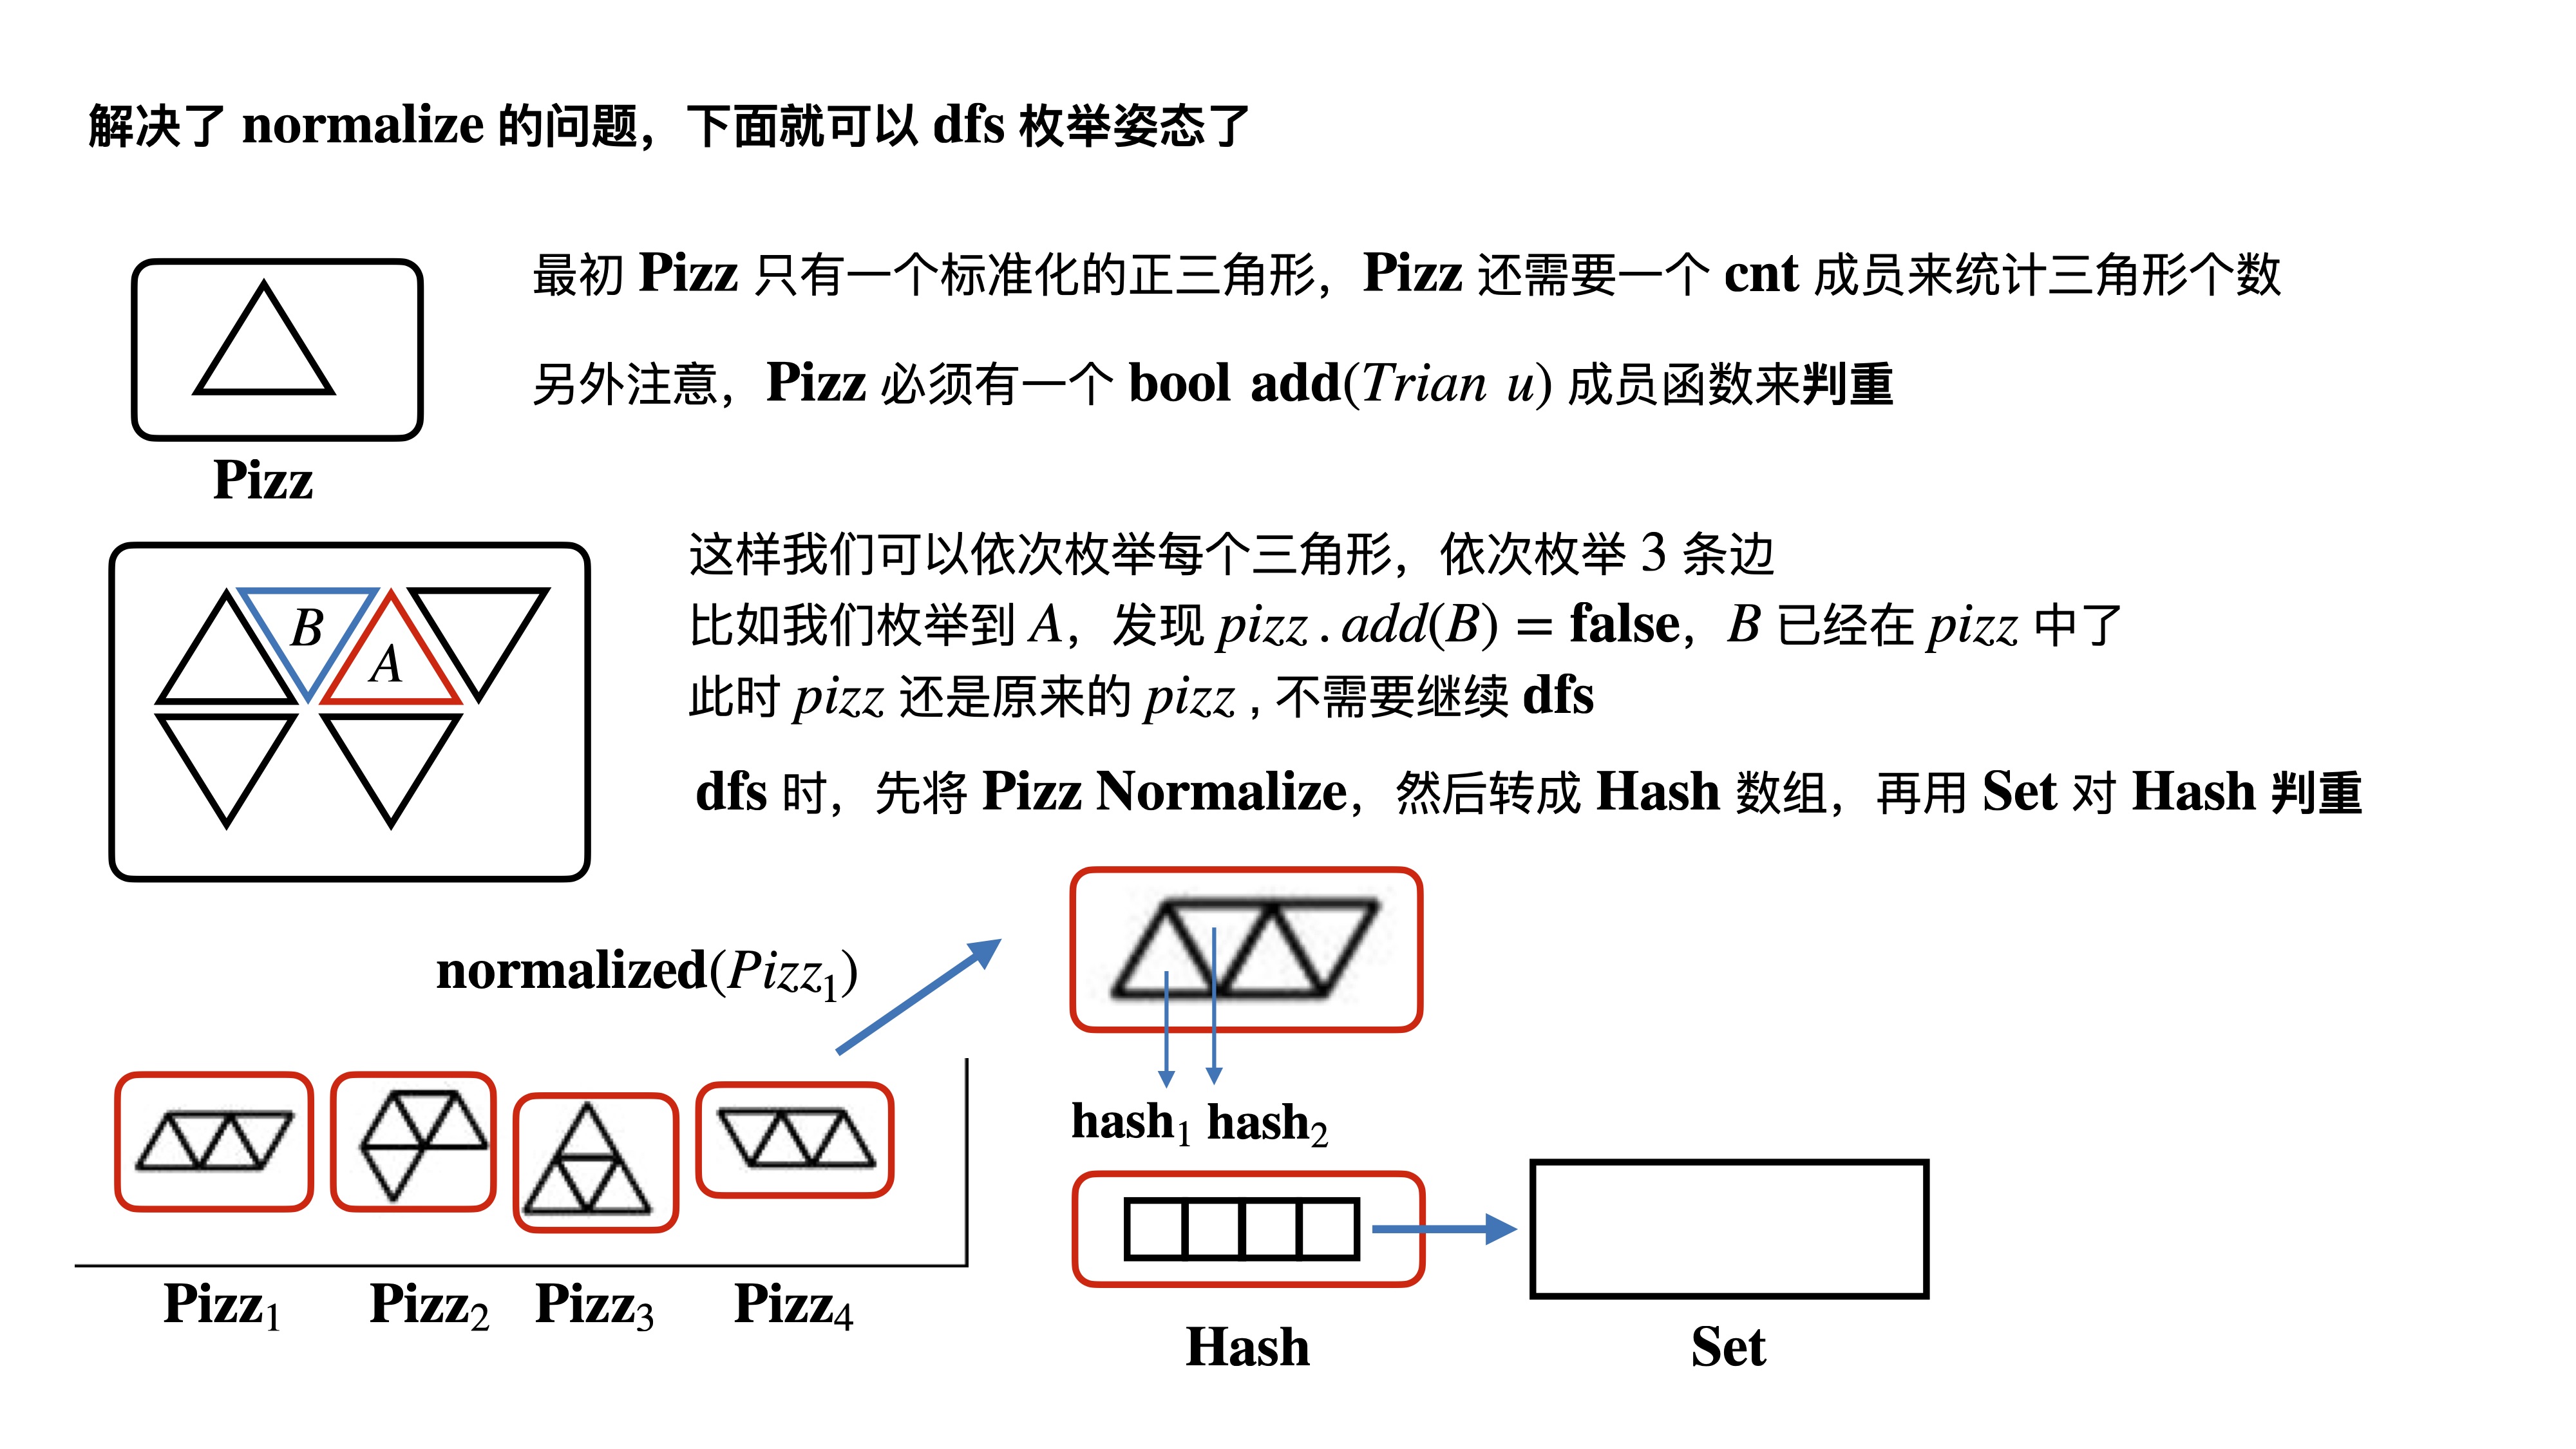 解决了 normalize 的问题，下面就可以 dfs 枚举姿态了
最初 Pizz 只有一个标准化的正三角形，Pizz 还需要一个 cnt 成员来统计三角形个数
另外注意，Pizz 必须有一个 bool add(Trian u) 成员函数来判重
Pizz
这样我们可以依次枚举每个三角形，依次枚举 3 条边
比如我们枚举到 A，发现 pizz . add(B) = false，B 已经在 pizz 中了
此时 pizz 还是原来的 pizz , 不需要继续 dfs
B
A
dfs 时，先将 Pizz Normalize，然后转成 Hash 数组，再用 Set 对 Hash 判重
normalized(Pizz₁)
hash₁ hash₂
Pizz₁ Pizz₂ Pizz₃ Pizz₄
Hash
Set